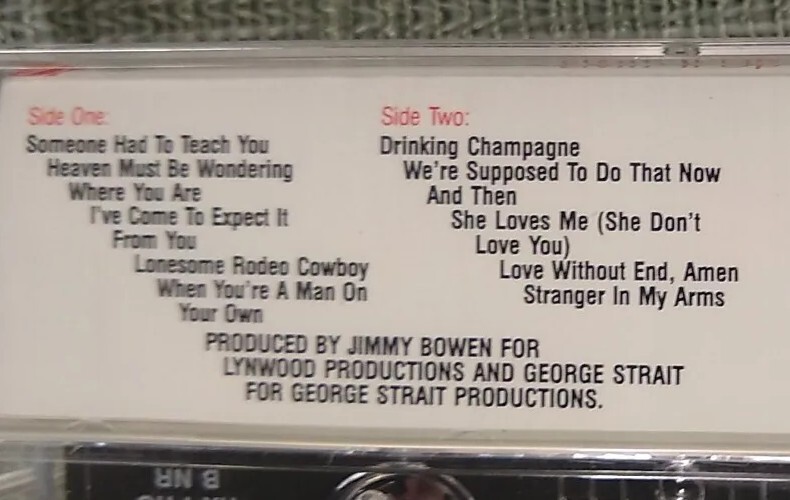 Side One:
Someone Had To Teach You
Heaven Must Be Wondering
Where You Are
I've Come To Expect It
From You
Lonesome Rodeo Cowboy
When You're A Man On
Your Own
Side Two:
Drinking Champagne
We're Supposed To Do That Now
And Then
She Loves Me (She Don't
Love You)
Love Without End, Amen
Stranger In My Arms
PRODUCED BY JIMMY BOWEN FOR
LYNWOOD PRODUCTIONS AND GEORGE STRAIT
FOR GEORGE STRAIT PRODUCTIONS.
B NR